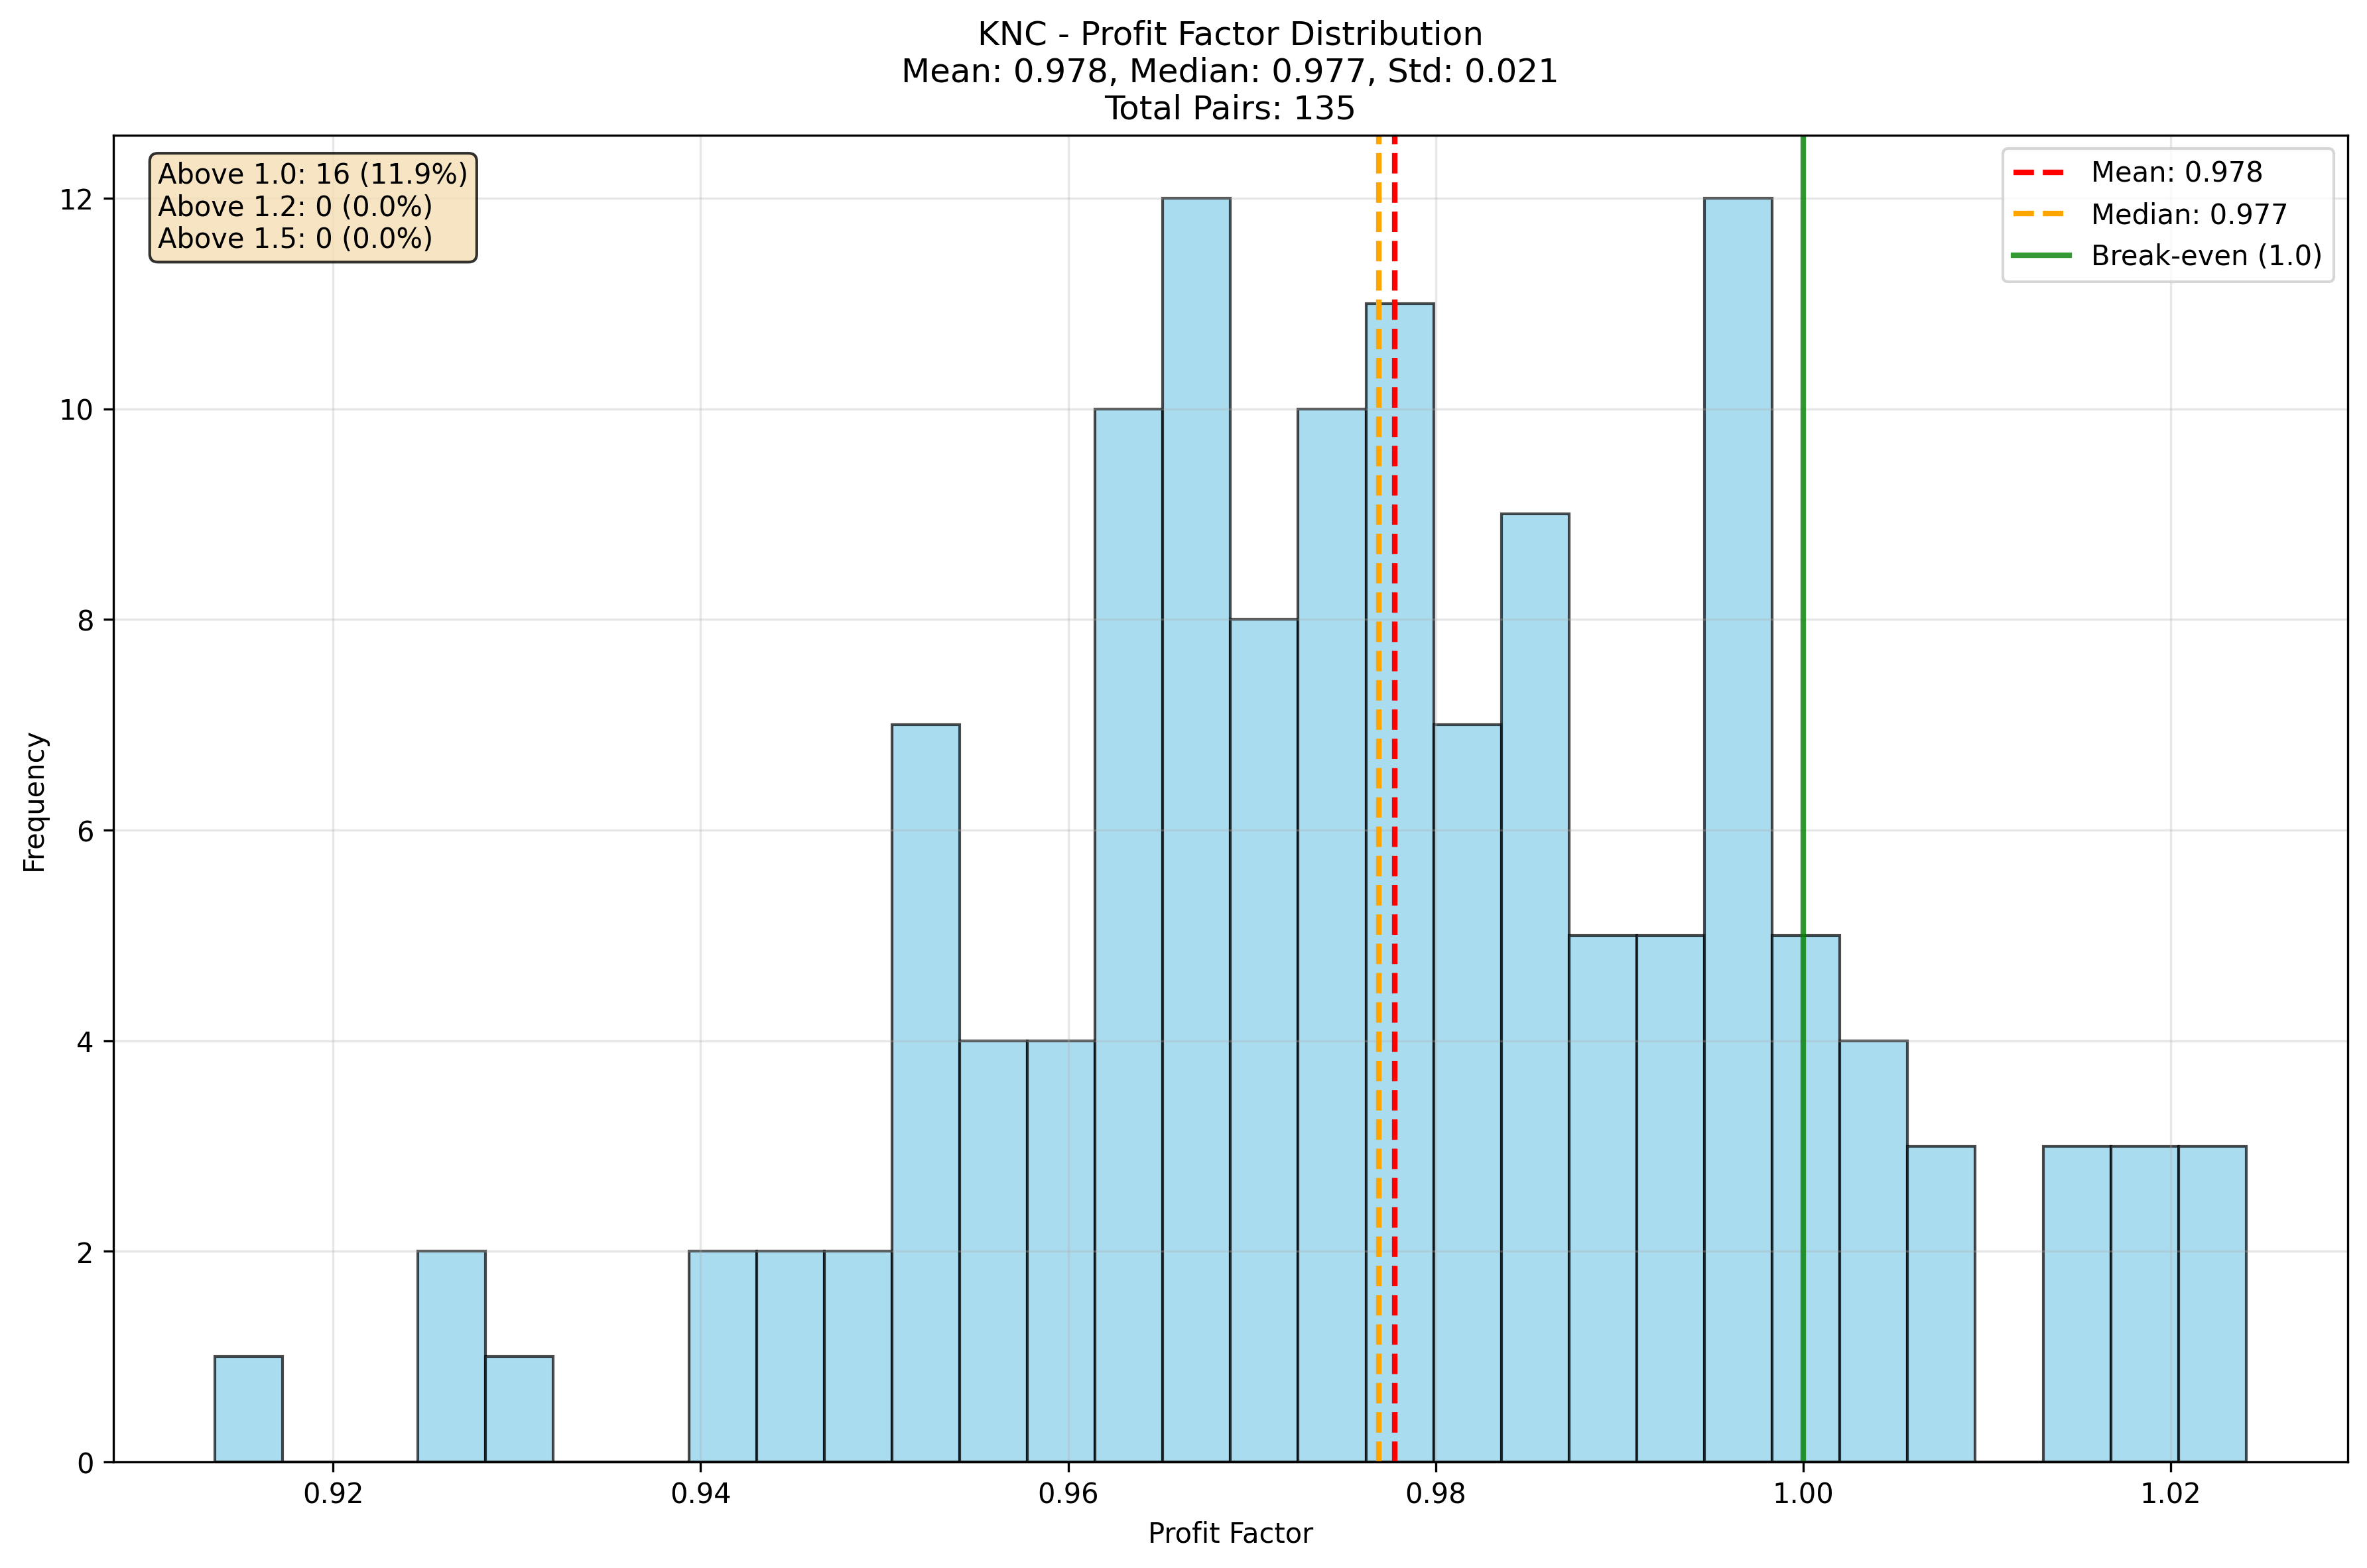 KNC - Profit Factor Distribution
Mean: 0.978, Median: 0.977, Std: 0.021
Total Pairs: 135
Above 1.0: 16 (11.9%)
Above 1.2: 0 (0.0%)
Above 1.5: 0 (0.0%)
Mean: 0.978
Median: 0.977
Break-even (1.0)
Frequency
12
10
8
6
4
2
0
0.92
0.94
0.96
0.98
1.00
1.02
Profit Factor